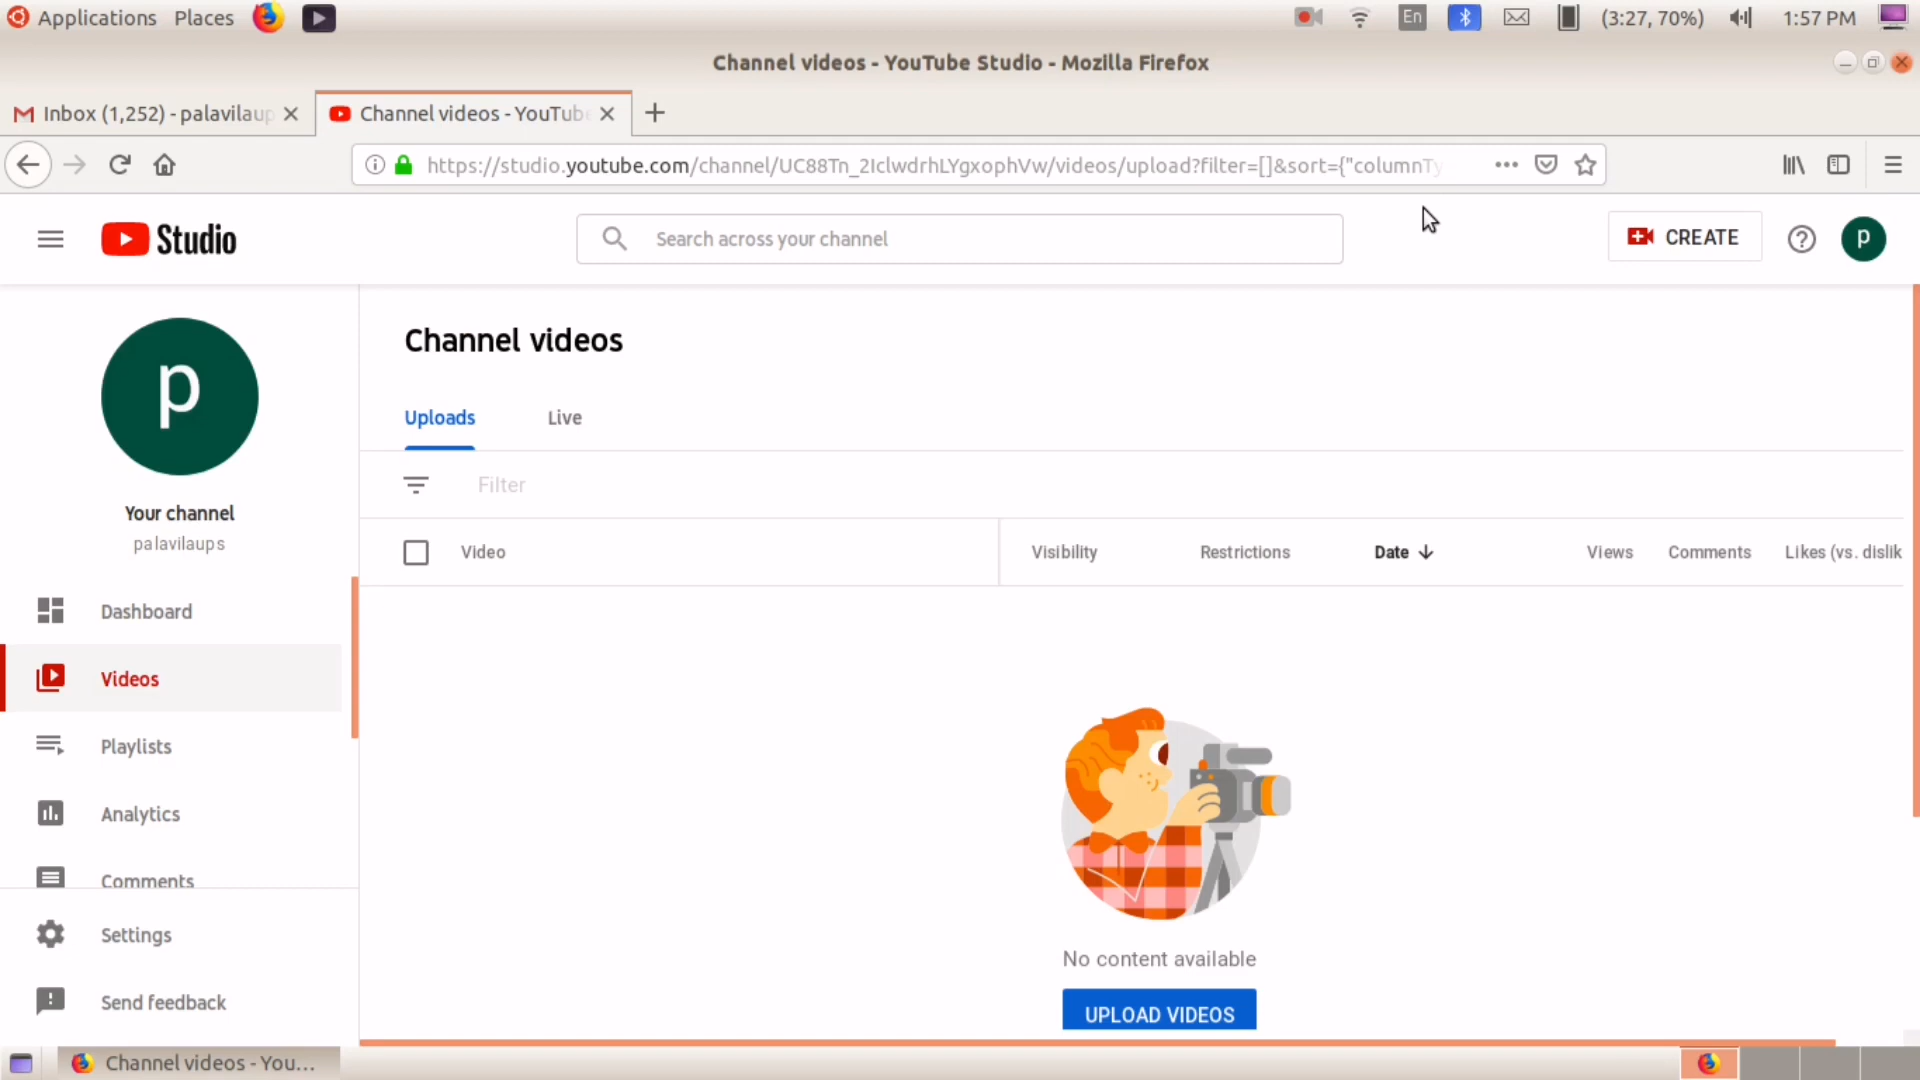 Applications Places
En (3:27, 70%) 1:57 PM
Channel videos - YouTube Studio - Mozilla Firefox
Inbox (1,252) - palavilaup
Channel videos - YouTub
https://studio.youtube.com/channel/UC88Tn_2IclwdrhLYgxophVw/videos/upload?filter=[]&sort={"columnTy
Studio
Search across your channel
CREATE
p
p
Your channel
palavilaups
Dashboard
Videos
Playlists
Analytics
Comments
Settings
Send feedback
Channel videos
Uploads Live
Filter
Video Visibility Restrictions Date Views Comments Likes (vs. dislik
No content available
UPLOAD VIDEOS
Channel videos - You...